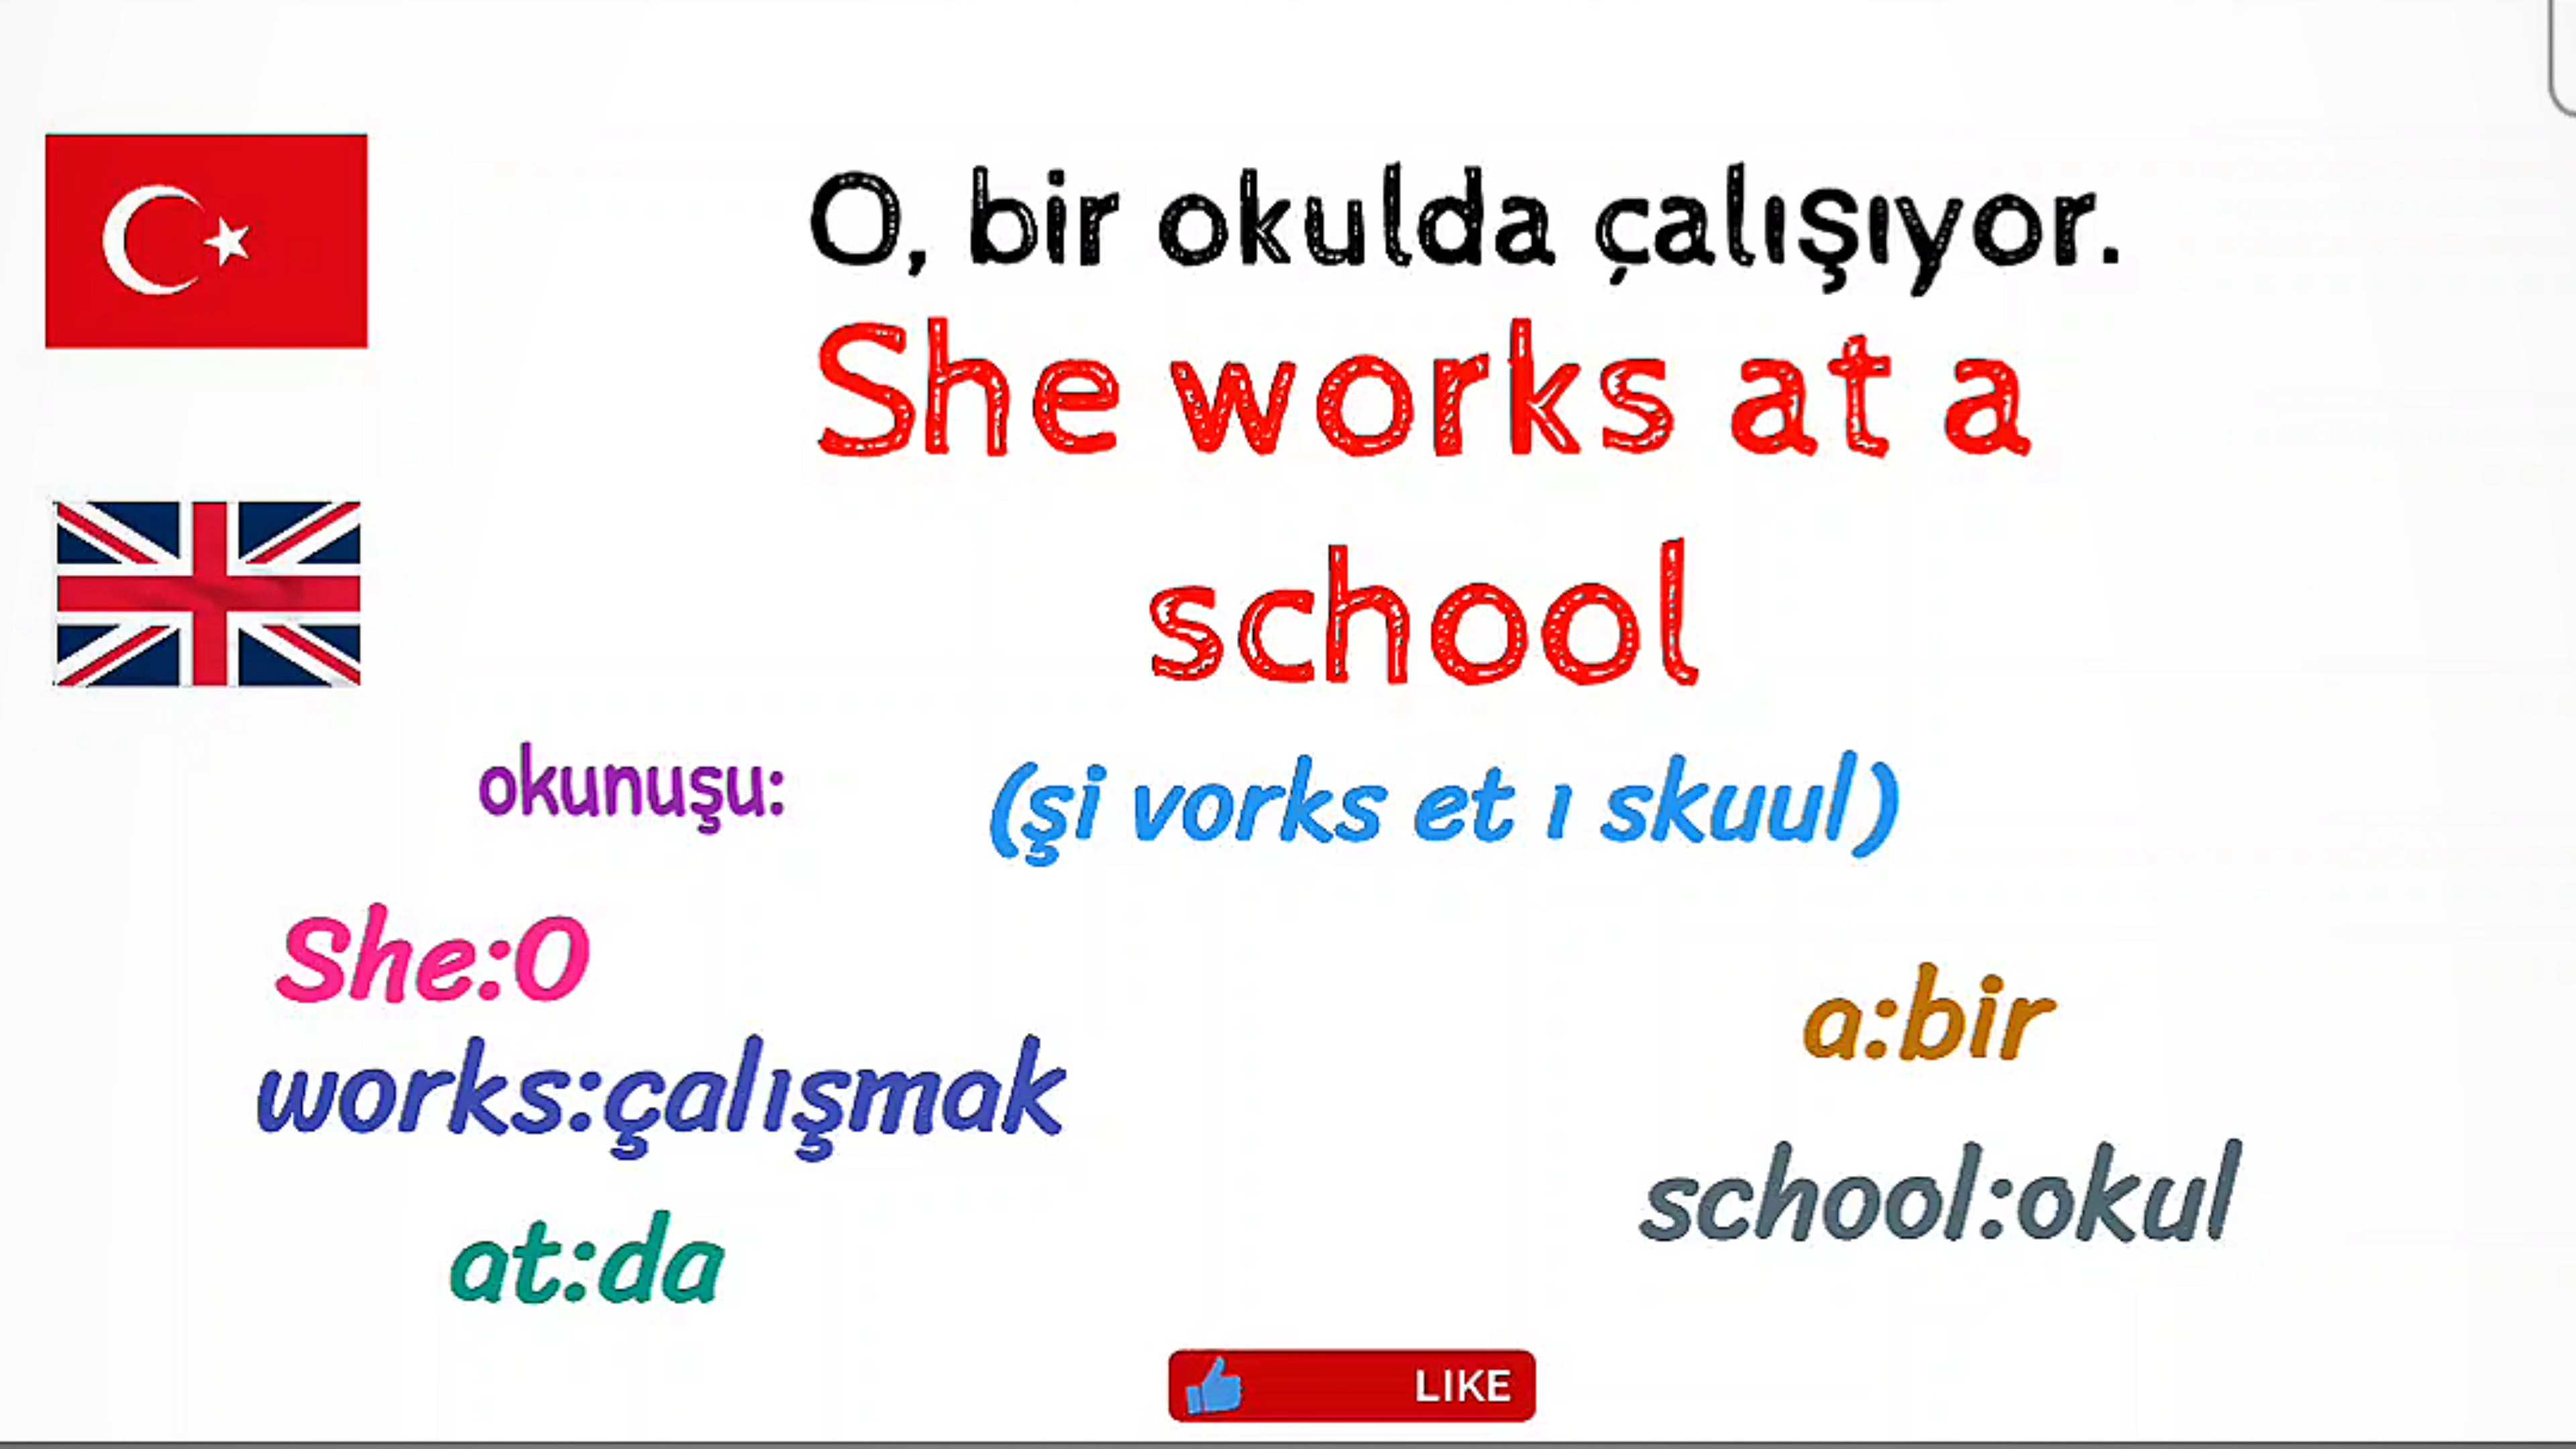 O, bir okulda çalışıyor.
She works at a
school
okunuşu: (şi vorks et ı skuul)
She:O
works:çalışmak
at:da
a:bir
school:okul
LIKE